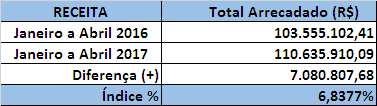 RECEITA Total Arrecadado (R$)
Janeiro a Abril 2016 103.555.102,41
Janeiro a Abril 2017 110.635.910,09
Diferença (+) 7.080.807,68
Índice % 6,8377%